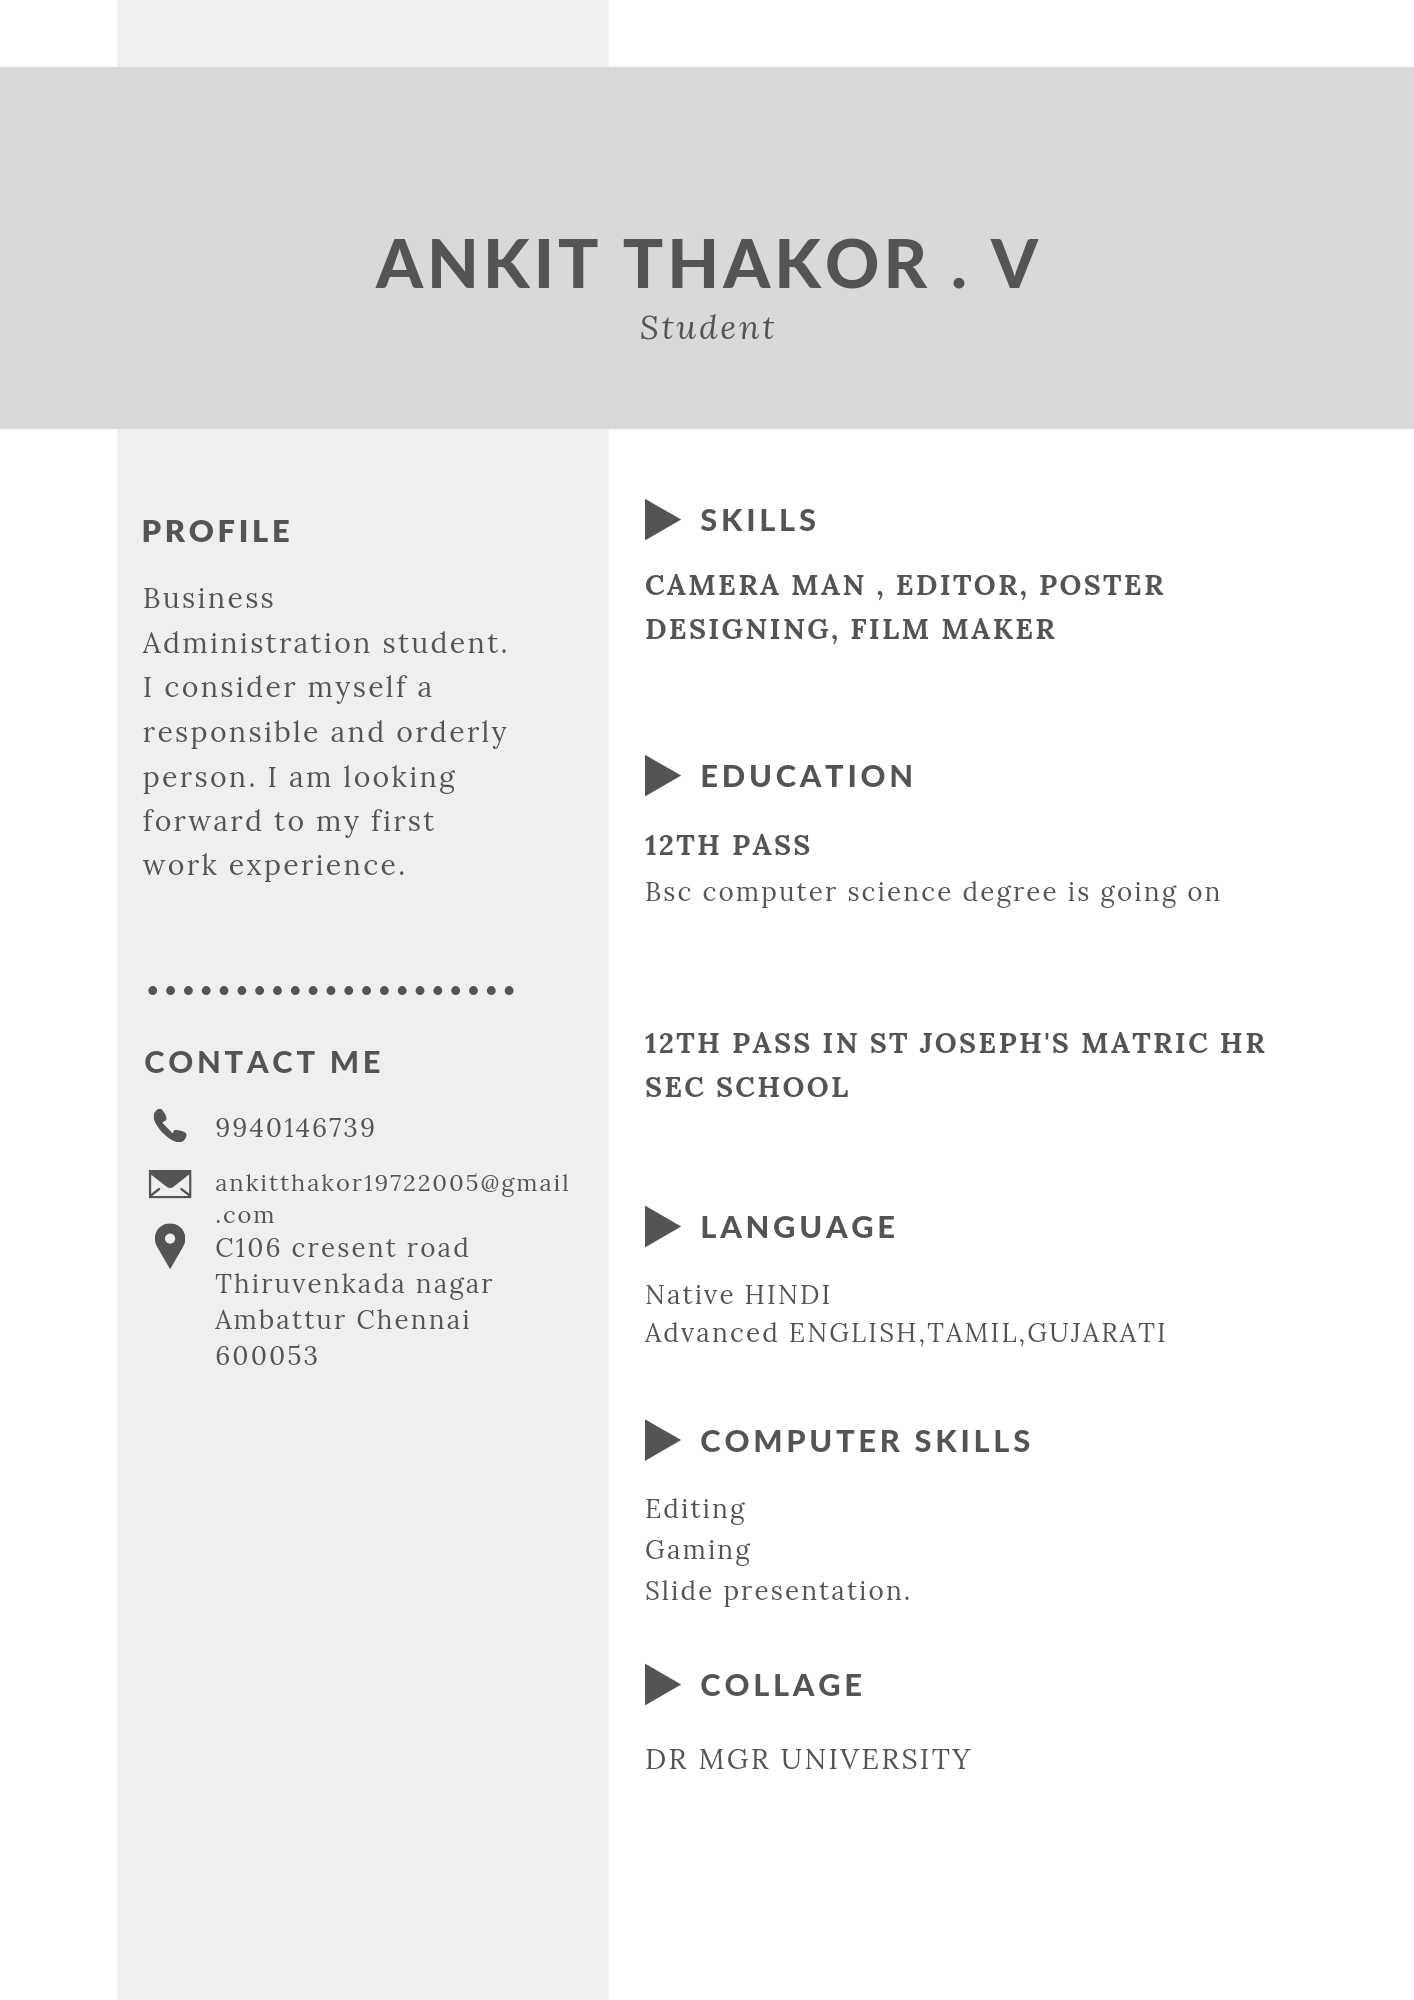 ANKIT THAKOR . V
Student
PROFILE
Business
Administration student.
I consider myself a
responsible and orderly
person. I am looking
forward to my first
work experience.
CONTACT ME
9940146739
ankitthakor19722005@gmail
.com
C106 cresent road
Thiruvenkada nagar
Ambattur Chennai
600053
SKILLS
CAMERA MAN , EDITOR, POSTER
DESIGNING, FILM MAKER
EDUCATION
12TH PASS
Bsc computer science degree is going on
12TH PASS IN ST JOSEPH'S MATRIC HR
SEC SCHOOL
LANGUAGE
Native HINDI
Advanced ENGLISH,TAMIL,GUJARATI
COMPUTER SKILLS
Editing
Gaming
Slide presentation.
COLLAGE
DR MGR UNIVERSITY